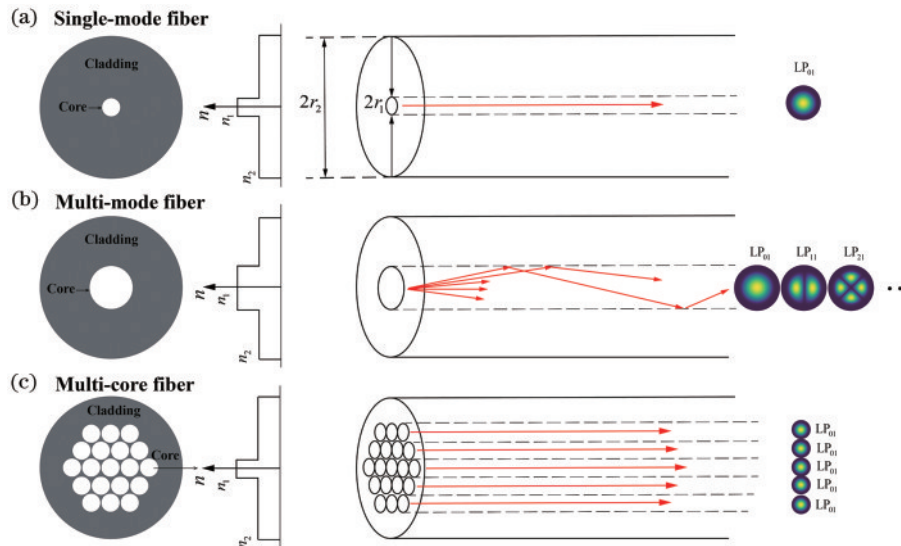 (a) Single-mode fiber
Cladding
Core
n
n₁
n₂
2r₂
2r₁
LP₀₁
(b) Multi-mode fiber
Cladding
Core
n
n₁
n₂
LP₀₁ LP₁₁ LP₂₁
...
(c) Multi-core fiber
Cladding
Core
n
n₁
n₂
LP₀₁
LP₀₁
LP₀₁
LP₀₁
LP₀₁